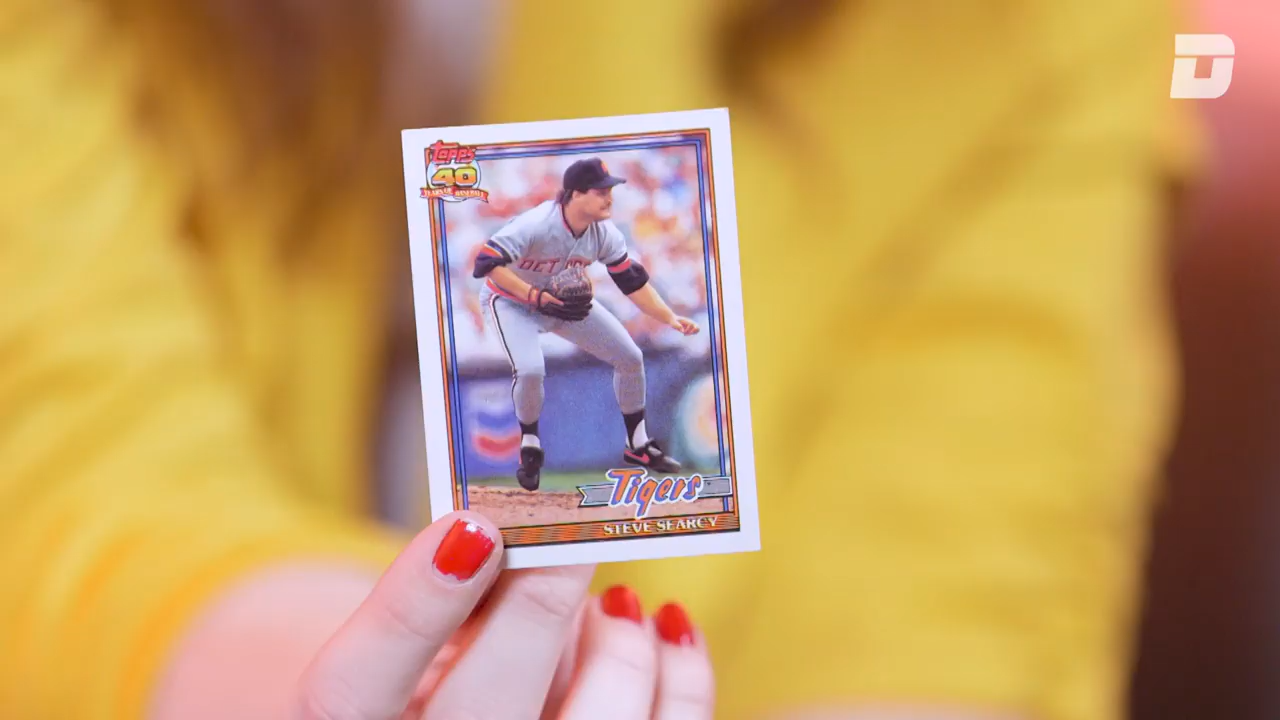 Topps
40
YEARS OF BASEBALL
DETROIT
Tigers
STEVE SEARCY